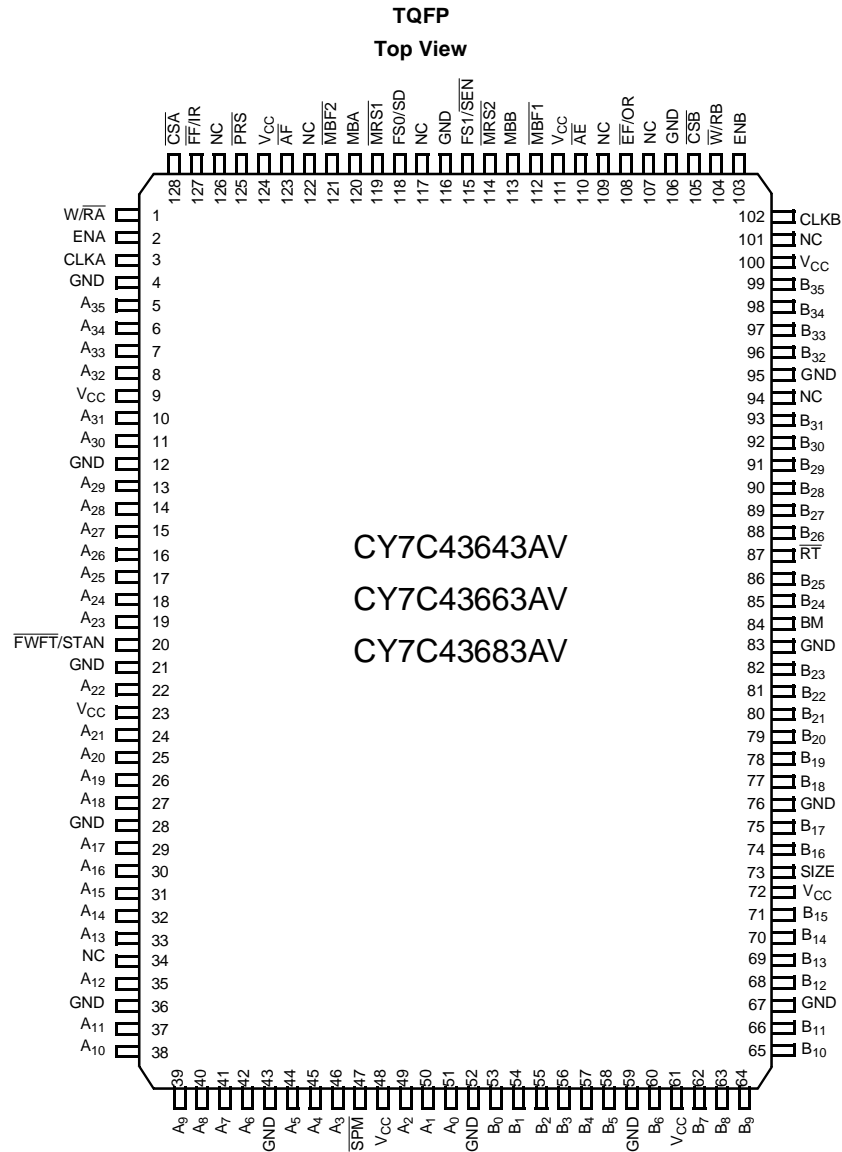 TQFP
Top View
CSA
FF/IR
NC
PRS
VCC
AF
NC
MBF2
MBA
MRS1
FS0/SD
NC
GND
FS1/SEN
MRS2
MBB
MBF1
VCC
AE
NC
EF/OR
NC
GND
CSB
W/RB
ENB
128
127
126
125
124
123
122
121
120
119
118
117
116
115
114
113
112
111
110
109
108
107
106
105
104
103
W/RA 1
ENA 2
CLKA 3
GND 4
A35 5
A34 6
A33 7
A32 8
VCC 9
A31 10
A30 11
GND 12
A29 13
A28 14
A27 15
A26 16
A25 17
A24 18
A23 19
FWFT/STAN 20
GND 21
A22 22
VCC 23
A21 24
A20 25
A19 26
A18 27
GND 28
A17 29
A16 30
A15 31
A14 32
A13 33
NC 34
A12 35
GND 36
A11 37
A10 38
CY7C43643AV
CY7C43663AV
CY7C43683AV
102 CLKB
101 NC
100 VCC
99 B35
98 B34
97 B33
96 B32
95 GND
94 NC
93 B31
92 B30
91 B29
90 B28
89 B27
88 B26
87 RT
86 B25
85 B24
84 BM
83 GND
82 B23
81 B22
80 B21
79 B20
78 B19
77 B18
76 GND
75 B17
74 B16
73 SIZE
72 VCC
71 B15
70 B14
69 B13
68 B12
67 GND
66 B11
65 B10
39
40
41
42
43
44
45
46
47
48
49
50
51
52
53
54
55
56
57
58
59
60
61
62
63
64
A9
A8
A7
A6
GND
A5
A4
A3
SPM
VCC
A2
A1
A0
GND
B0
B1
B2
B3
B4
B5
GND
B6
VCC
B7
B8
B9